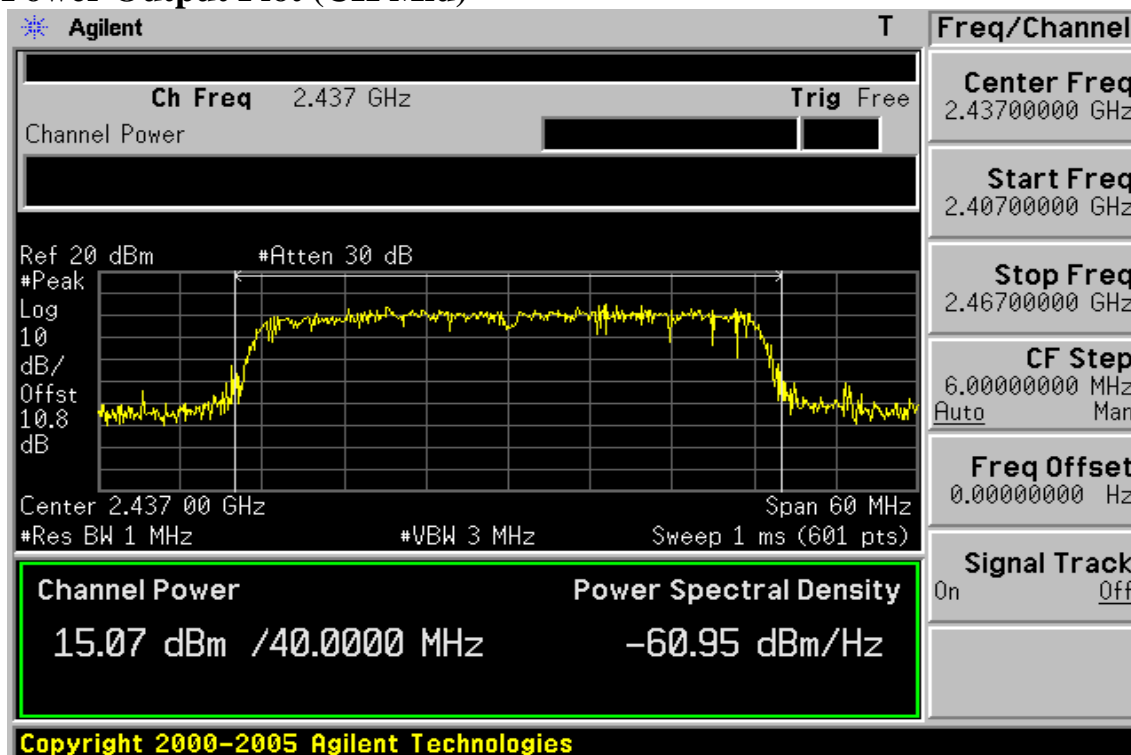 Power Output Plot (CH Mid)
Agilent T Freq/Channel
Ch Freq 2.437 GHz Trig Free
Channel Power
Center Freq
2.43700000 GHz
Start Freq
2.40700000 GHz
Stop Freq
2.46700000 GHz
CF Step
6.00000000 MHz
Auto Man
Freq Offset
0.00000000 Hz
Signal Track
On Off
Ref 20 dBm #Atten 30 dB
#Peak
Log
10
dB/
Offst
10.8
dB
Center 2.437 00 GHz Span 60 MHz
#Res BW 1 MHz #VBW 3 MHz Sweep 1 ms (601 pts)
Channel Power Power Spectral Density
15.07 dBm /40.0000 MHz -60.95 dBm/Hz
Copyright 2000-2005 Agilent Technologies